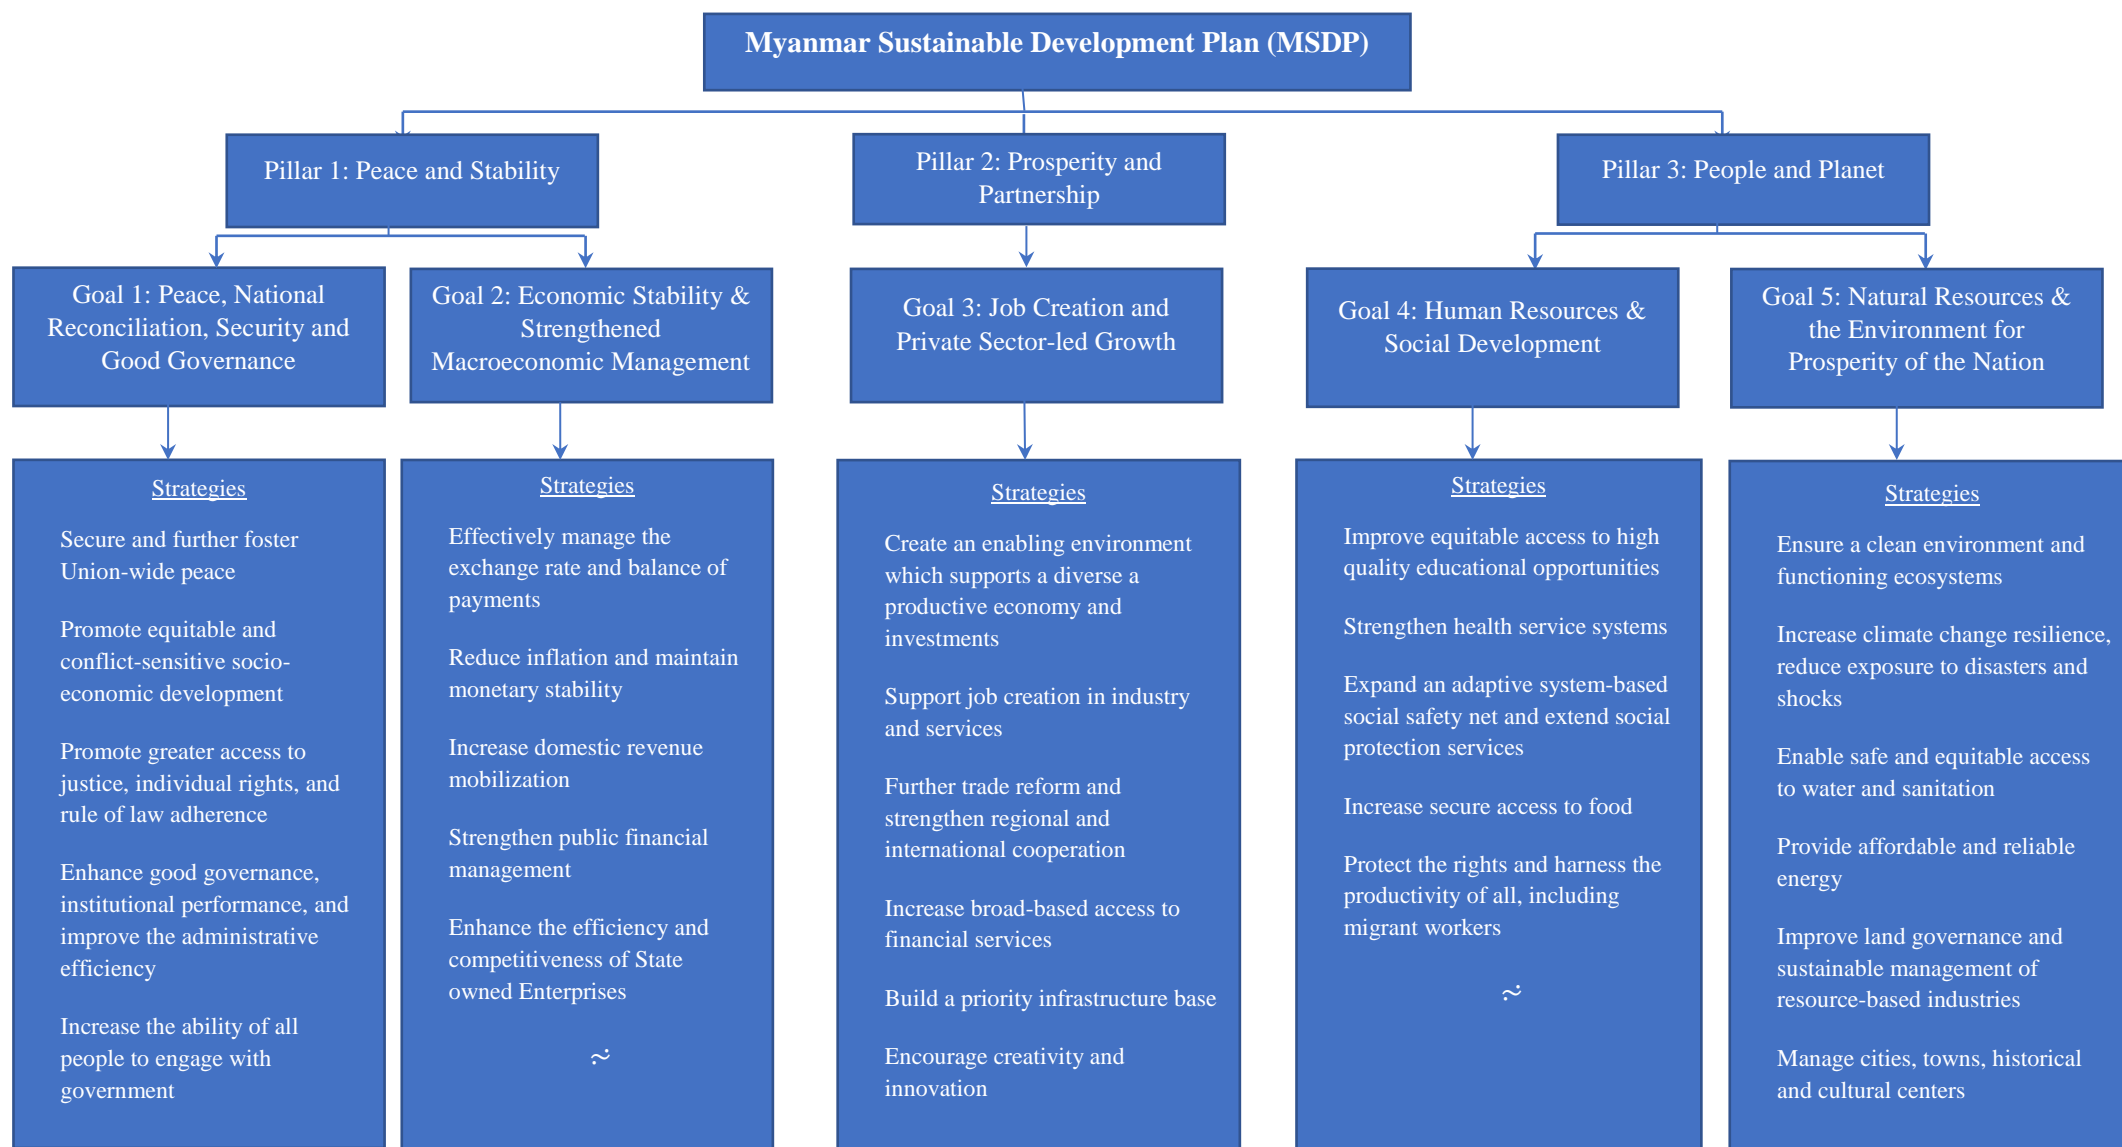 Myanmar Sustainable Development Plan (MSDP)
Pillar 1: Peace and Stability
Pillar 2: Prosperity and
Partnership
Pillar 3: People and Planet
Goal 1: Peace, National
Reconciliation, Security and
Good Governance
Goal 2: Economic Stability &
Strengthened
Macroeconomic Management
Goal 3: Job Creation and
Private Sector-led Growth
Goal 4: Human Resources &
Social Development
Goal 5: Natural Resources &
the Environment for
Prosperity of the Nation
Strategies
Secure and further foster
Union-wide peace
Promote equitable and
conflict-sensitive socio-
economic development
Promote greater access to
justice, individual rights, and
rule of law adherence
Enhance good governance,
institutional performance, and
improve the administrative
efficiency
Increase the ability of all
people to engage with
government
Strategies
Effectively manage the
exchange rate and balance of
payments
Reduce inflation and maintain
monetary stability
Increase domestic revenue
mobilization
Strengthen public financial
management
Enhance the efficiency and
competitiveness of State
owned Enterprises
Strategies
Create an enabling environment
which supports a diverse a
productive economy and
investments
Support job creation in industry
and services
Further trade reform and
strengthen regional and
international cooperation
Increase broad-based access to
financial services
Build a priority infrastructure base
Encourage creativity and
innovation
Strategies
Improve equitable access to high
quality educational opportunities
Strengthen health service systems
Expand an adaptive system-based
social safety net and extend social
protection services
Increase secure access to food
Protect the rights and harness the
productivity of all, including
migrant workers
Strategies
Ensure a clean environment and
functioning ecosystems
Increase climate change resilience,
reduce exposure to disasters and
shocks
Enable safe and equitable access
to water and sanitation
Provide affordable and reliable
energy
Improve land governance and
sustainable management of
resource-based industries
Manage cities, towns, historical
and cultural centers